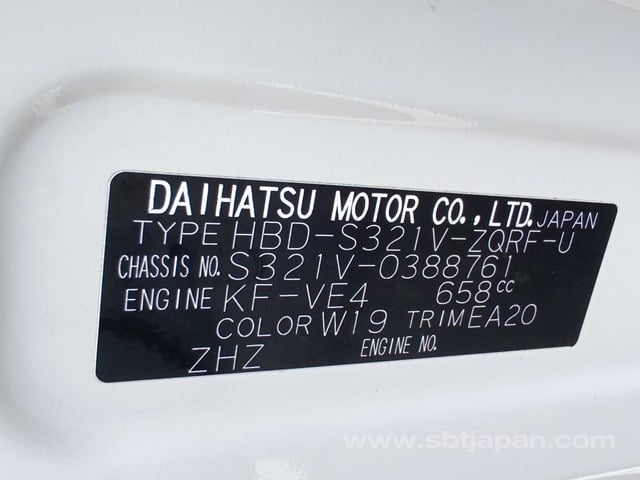 DAIHATSU MOTOR CO., LTD. JAPAN
TYPE HBD-S321V-ZQRF-U
CHASSIS NO. S321V-0388761
ENGINE KF-VE4 658cc
COLOR W19 TRIM EA20
ZHZ ENGINE NO.
www.sbtjapan.com